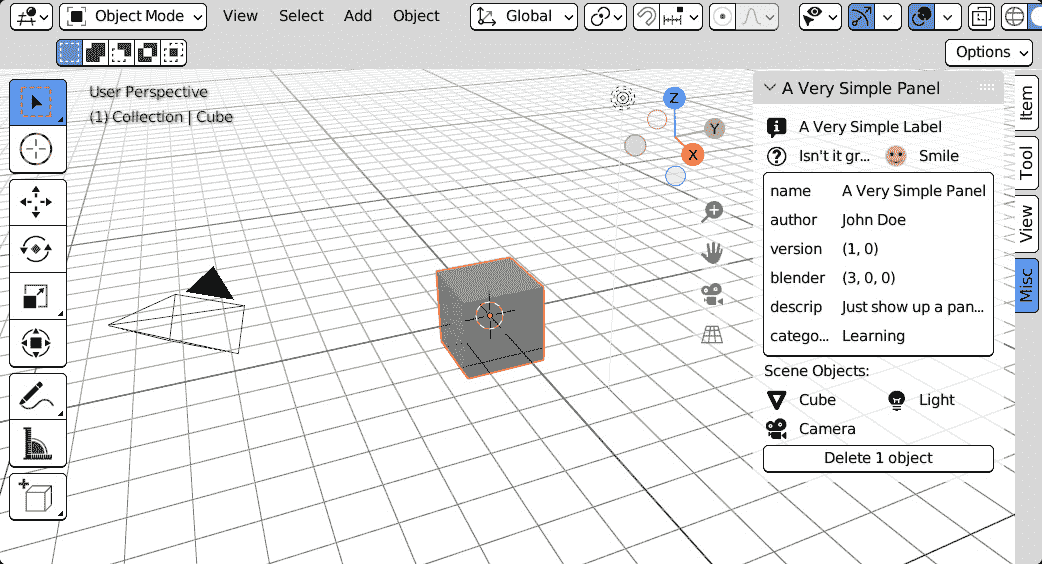 Object Mode View Select Add Object Global
Options
User Perspective
(1) Collection | Cube
Z
Y
X
A Very Simple Panel
A Very Simple Label
Isn't it gr... Smile
name A Very Simple Panel
author John Doe
version (1, 0)
blender (3, 0, 0)
descrip Just show up a pan...
catego... Learning
Scene Objects:
Cube Light
Camera
Delete 1 object
Item
Tool
View
Misc